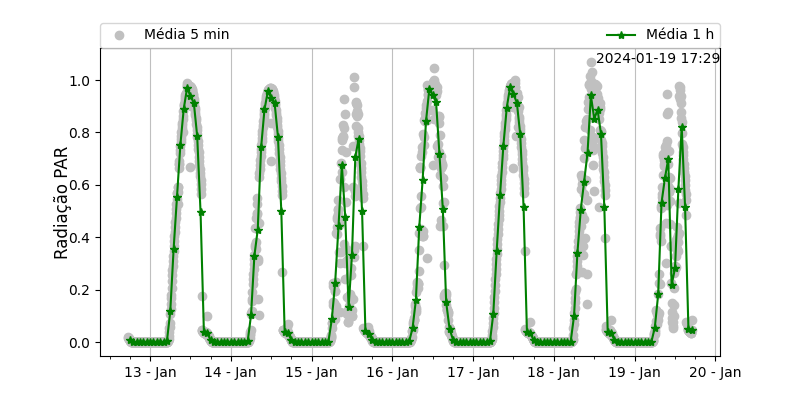 Média 5 min
Média 1 h
2024-01-19 17:29
Radiação PAR
1.0
0.8
0.6
0.4
0.2
0.0
13 - Jan
14 - Jan
15 - Jan
16 - Jan
17 - Jan
18 - Jan
19 - Jan
20 - Jan